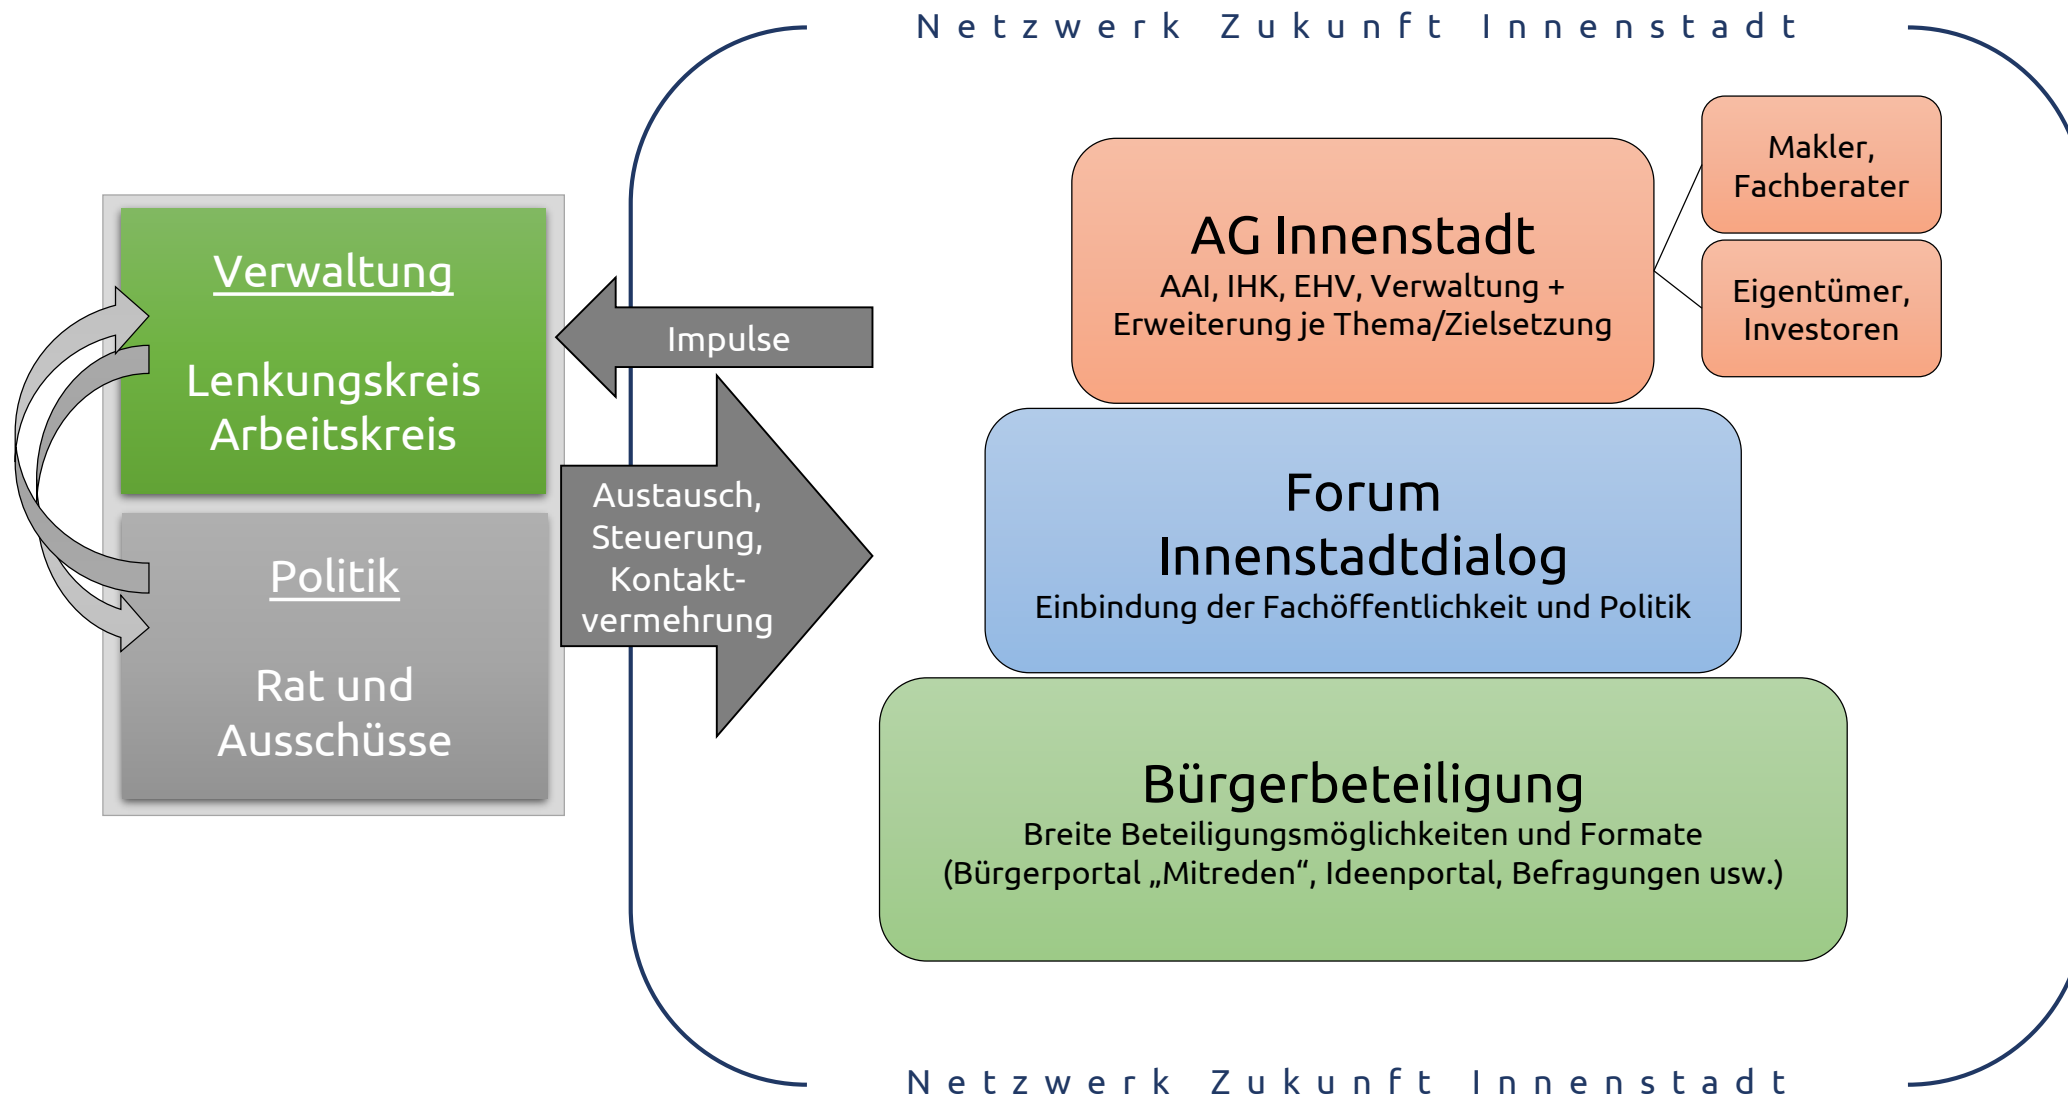 Netzwerk Zukunft Innenstadt
Verwaltung
Lenkungskreis
Arbeitskreis
Politik
Rat und
Ausschüsse
Impulse
Austausch,
Steuerung,
Kontakt-
vermehrung
AG Innenstadt
AAI, IHK, EHV, Verwaltung +
Erweiterung je Thema/Zielsetzung
Makler,
Fachberater
Eigentümer,
Investoren
Forum
Innenstadtdialog
Einbindung der Fachöffentlichkeit und Politik
Bürgerbeteiligung
Breite Beteiligungsmöglichkeiten und Formate
(Bürgerportal „Mitreden“, Ideenportal, Befragungen usw.)
Netzwerk Zukunft Innenstadt